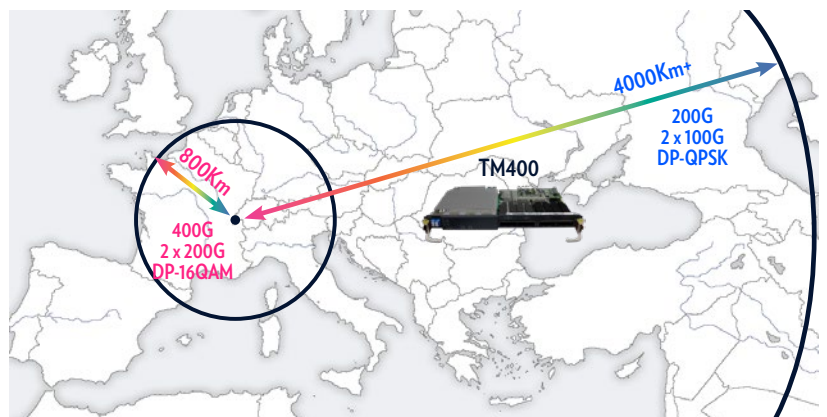 800Km
400G
2 x 200G
DP-16QAM
4000Km+
200G
2 x 100G
DP-QPSK
TM400